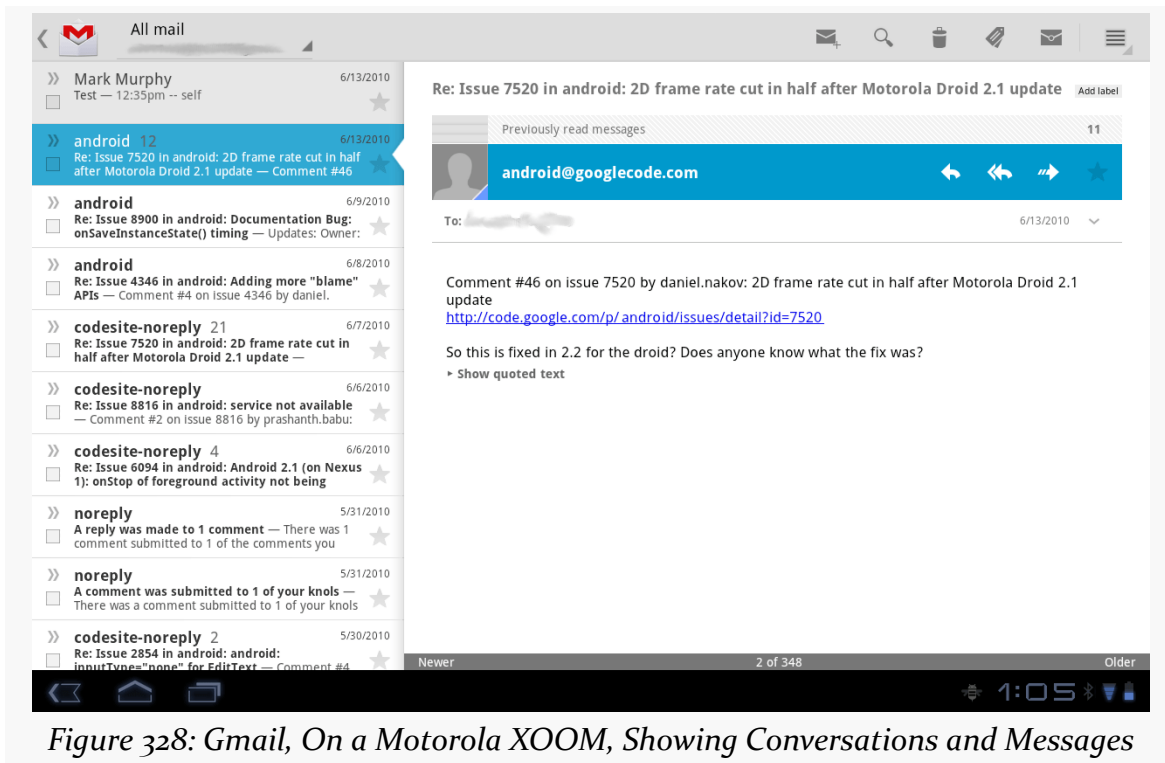 All mail
Mark Murphy 6/13/2010
Test — 12:35pm -- self
android 12 6/13/2010
Re: Issue 7520 in android: 2D frame rate cut in half
after Motorola Droid 2.1 update — Comment #46
android 6/9/2010
Re: Issue 8900 in android: Documentation Bug:
onSaveInstanceState() timing — Updates: Owner:
android 6/8/2010
Re: Issue 4346 in android: Adding more "blame"
APIs — Comment #4 on issue 4346 by daniel.
codesite-noreply 21 6/7/2010
Re: Issue 7520 in android: 2D frame rate cut in
half after Motorola Droid 2.1 update —
codesite-noreply 6/6/2010
Re: Issue 8816 in android: service not available
— Comment #2 on issue 8816 by prashanth.babu:
codesite-noreply 4 6/6/2010
Re: Issue 6094 in android: Android 2.1 (on Nexus
1): onStop of foreground activity not being
noreply 5/31/2010
A reply was made to 1 comment — There was 1
comment submitted to 1 of the comments you
noreply 5/31/2010
A comment was submitted to 1 of your knols —
There was a comment submitted to 1 of your knols
codesite-noreply 2 5/30/2010
Re: Issue 2854 in android: android:
inputType="none" for EditText — Comment #4
Re: Issue 7520 in android: 2D frame rate cut in half after Motorola Droid 2.1 update Add label
Previously read messages 11
android@googlecode.com
To: 6/13/2010
Comment #46 on issue 7520 by daniel.nakov: 2D frame rate cut in half after Motorola Droid 2.1
update
http://code.google.com/p/android/issues/detail?id=7520
So this is fixed in 2.2 for the droid? Does anyone know what the fix was?
Show quoted text
Newer 2 of 348 Older
1:05
Figure 328: Gmail, On a Motorola XOOM, Showing Conversations and Messages